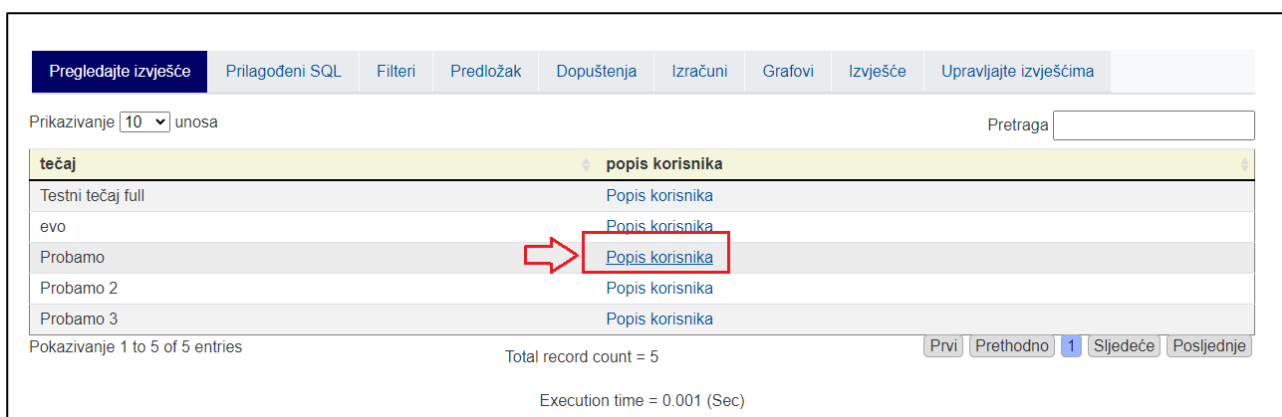 Pregledajte izvješće Prilagođeni SQL Filteri Predložak Dopuštenja Izračuni Grafovi Izvješće Upravljajte izvješćima
Prikazivanje 10 unosa Pretraga
tečaj popis korisnika
Testni tečaj full Popis korisnika
evo Popis korisnika
Probamo Popis korisnika
Probamo 2 Popis korisnika
Probamo 3 Popis korisnika
Pokazivanje 1 to 5 of 5 entries Prvi Prethodno 1 Sljedeće Posljednje
Total record count = 5
Execution time = 0.001 (Sec)